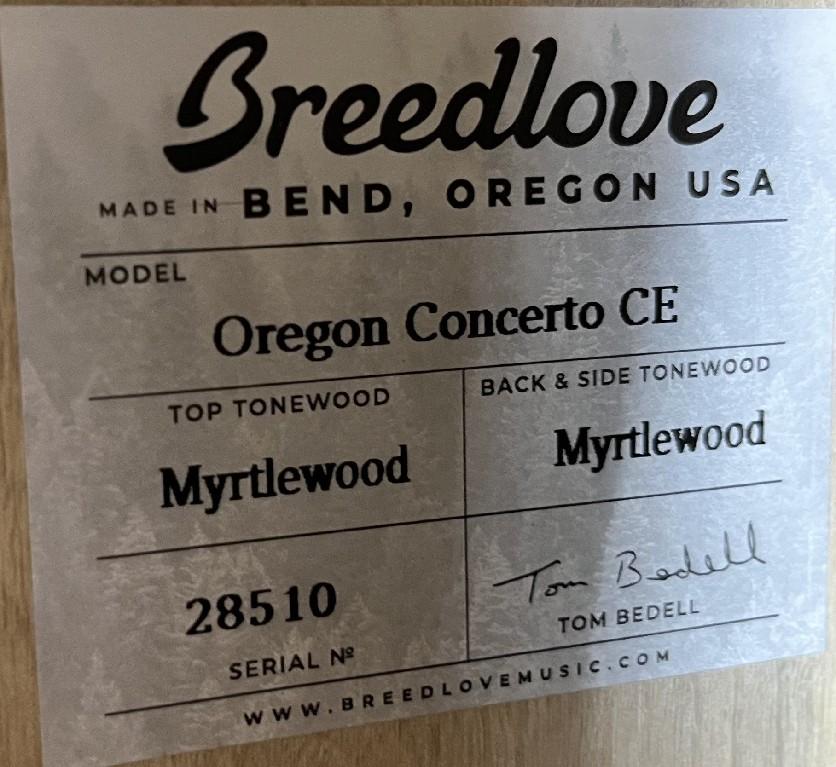 Breedlove
MADE IN BEND, OREGON USA
MODEL
Oregon Concerto CE
TOP TONEWOOD
Myrtlewood
BACK & SIDE TONEWOOD
Myrtlewood
28510
SERIAL Nº
Tom Bedell
TOM BEDELL
WWW.BREEDLOVEMUSIC.COM